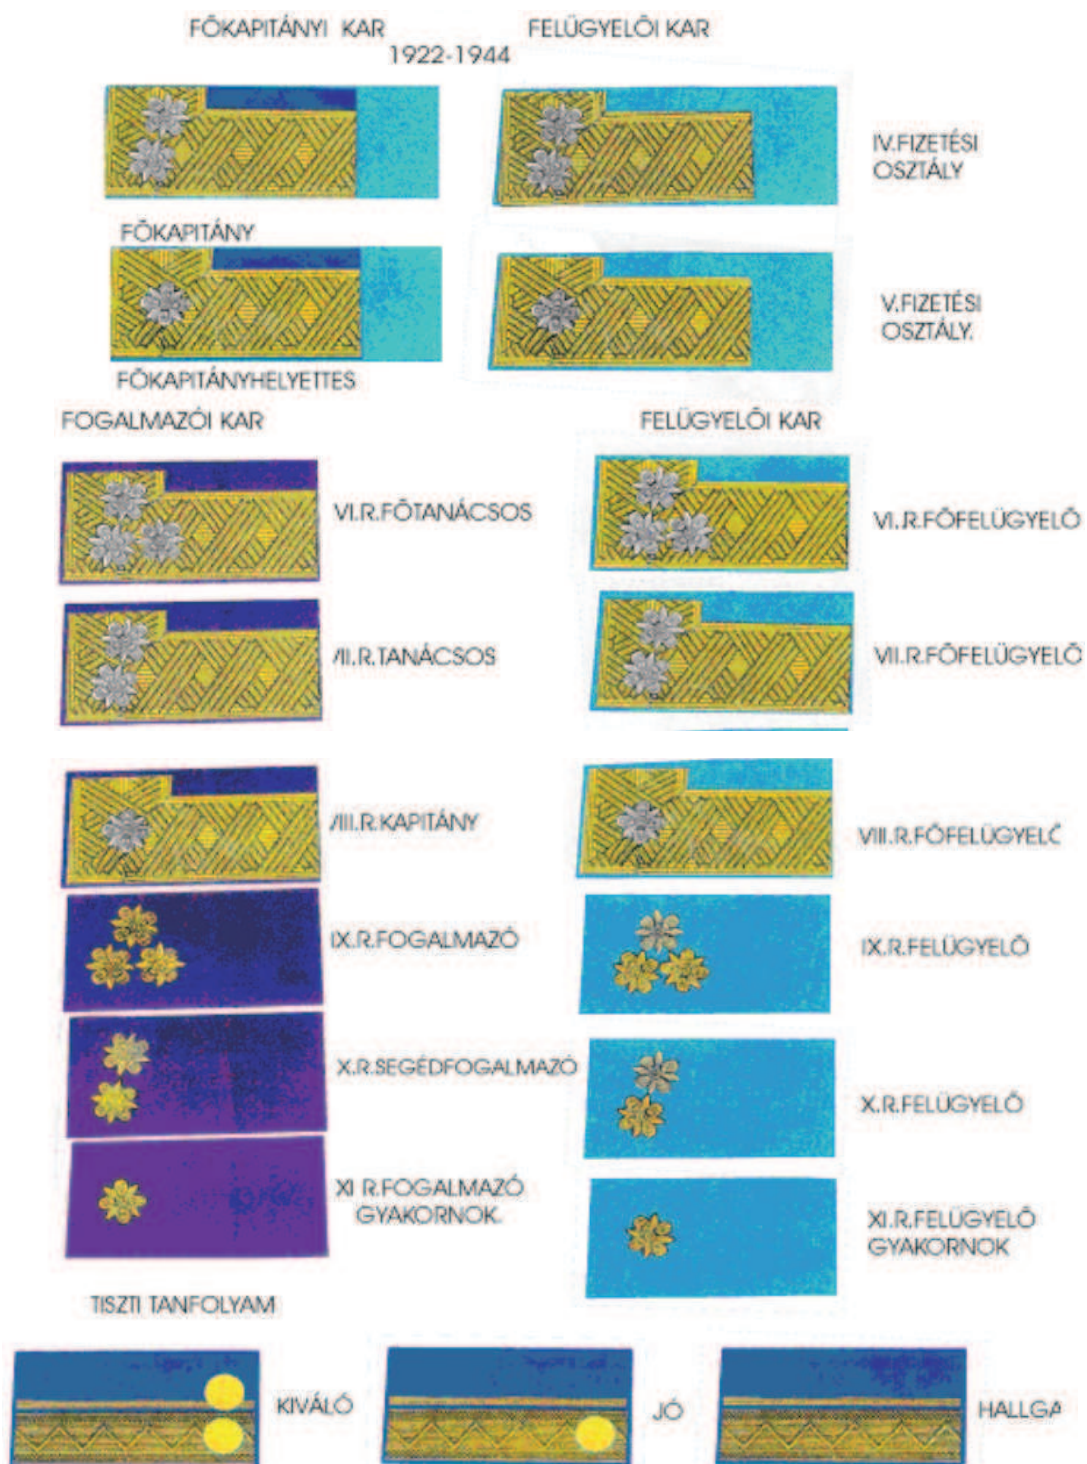 FŐKAPITÁNYI KAR
FELÜGYELŐI KAR
1922-1944
IV.FIZETÉSI
OSZTÁLY
FŐKAPITÁNY
V.FIZETÉSI
OSZTÁLY.
FŐKAPITÁNYHELYETTES
FOGALMAZÓI KAR
FELÜGYELŐI KAR
VI.R.FŐTANÁCSOS
VI.R.FŐFELÜGYELŐ
VII.R.TANÁCSOS
VII.R.FŐFELÜGYELŐ
VIII.R.KAPITÁNY
VIII.R.FŐFELÜGYELŐ
IX.R.FOGALMAZÓ
IX.R.FELÜGYELŐ
X.R.SEGÉDFOGALMAZÓ
X.R.FELÜGYELŐ
XI R.FOGALMAZÓ
GYAKORNOK.
XI.R.FELÜGYELŐ
GYAKORNOK
TISZTI TANFOLYAM
KIVÁLÓ
JÓ
HALLGA